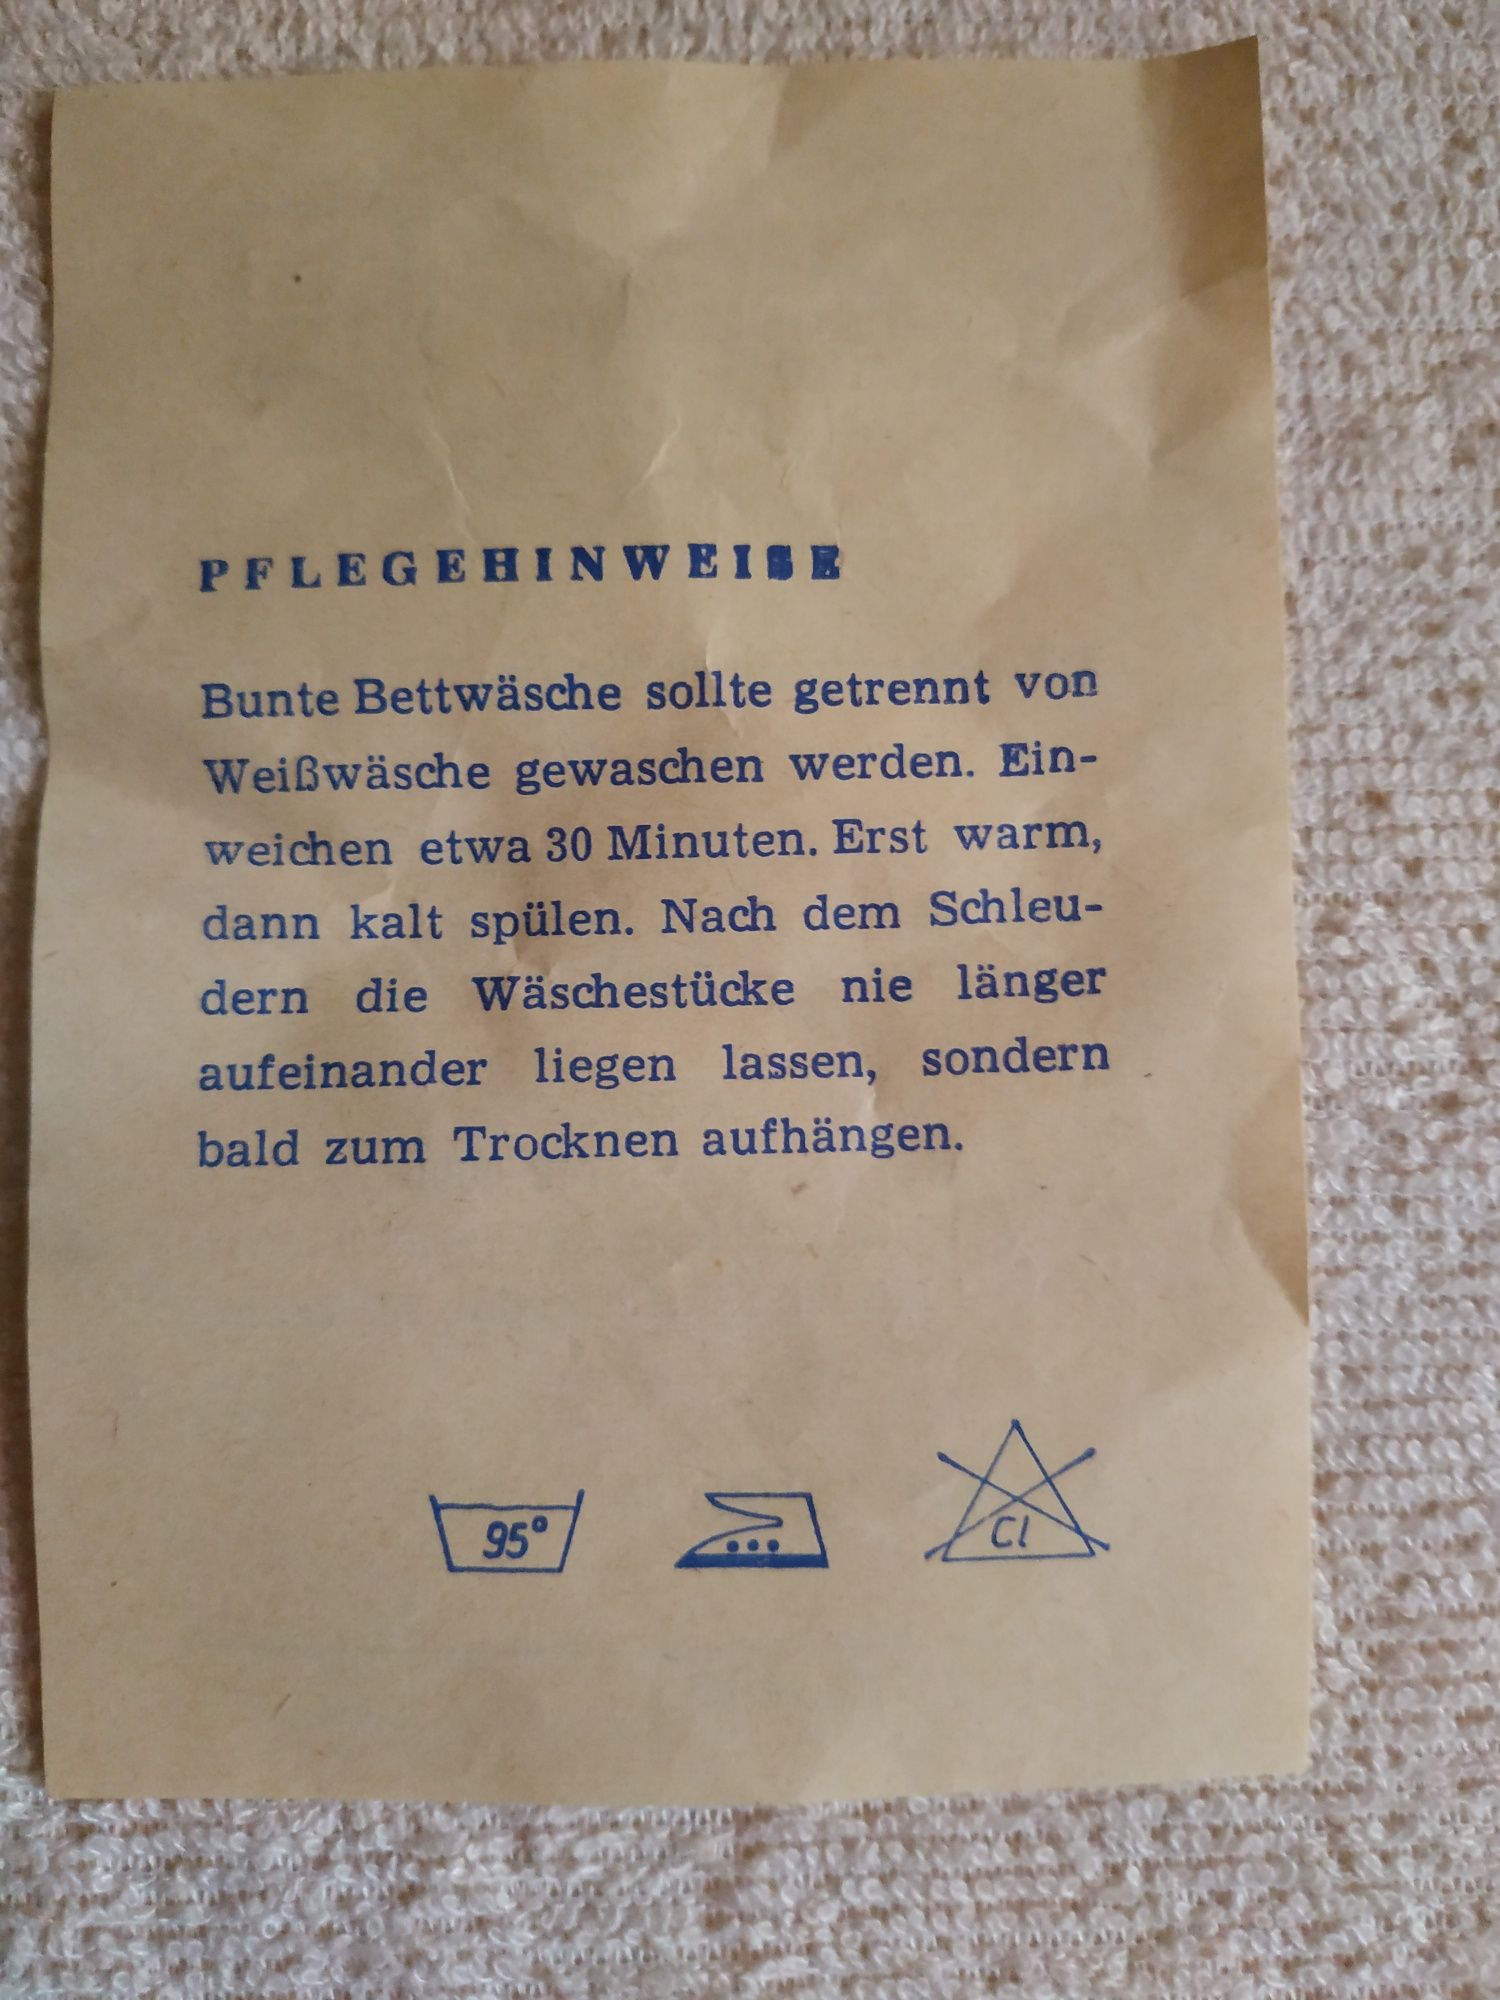 PFLEGEHINWEISE
Bunte Bettwäsche sollte getrennt von
Weißwäsche gewaschen werden. Ein-
weichen etwa 30 Minuten. Erst warm,
dann kalt spülen. Nach dem Schleu-
dern die Wäschestücke nie länger
aufeinander liegen lassen, sondern
bald zum Trocknen aufhängen.
95° Cl